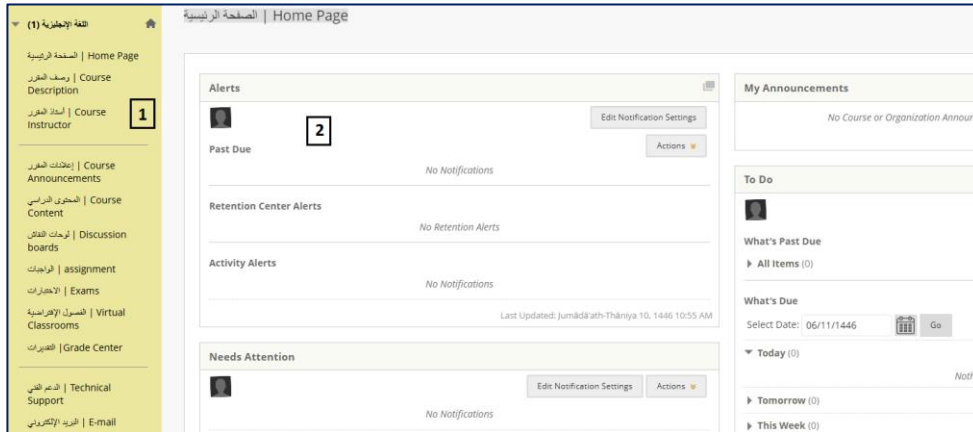 اللغة الإنجليزية (1)
Home Page | الصفحة الرئيسية
Course | وصف المقرر
Description
Course | أستاذ المقرر
Instructor
1
Course | إعلانات المقرر
Announcements
Course | المحتوى الدراسي
Content
Discussion | لوحات النقاش
boards
assignment | الواجبات
Exams | الاختبارات
Virtual | الفصول الإفتراضية
Classrooms
Grade Center| التقديرات
Technical | الدعم الفني
Support
E-mail | البريد الإلكتروني
Home Page | الصفحة الرئيسية
Alerts
2
Edit Notification Settings
Past Due
Actions
No Notifications
Retention Center Alerts
No Retention Alerts
Activity Alerts
No Notifications
Last Updated: Jumādá'ath-Thāniya 10, 1446 10:55 AM
Needs Attention
Edit Notification Settings
Actions
No Notifications
My Announcements
No Course or Organization Announ
To Do
What's Past Due
All Items (0)
What's Due
Select Date: 06/11/1446 Go
Today (0)
Noth
Tomorrow (0)
This Week (0)